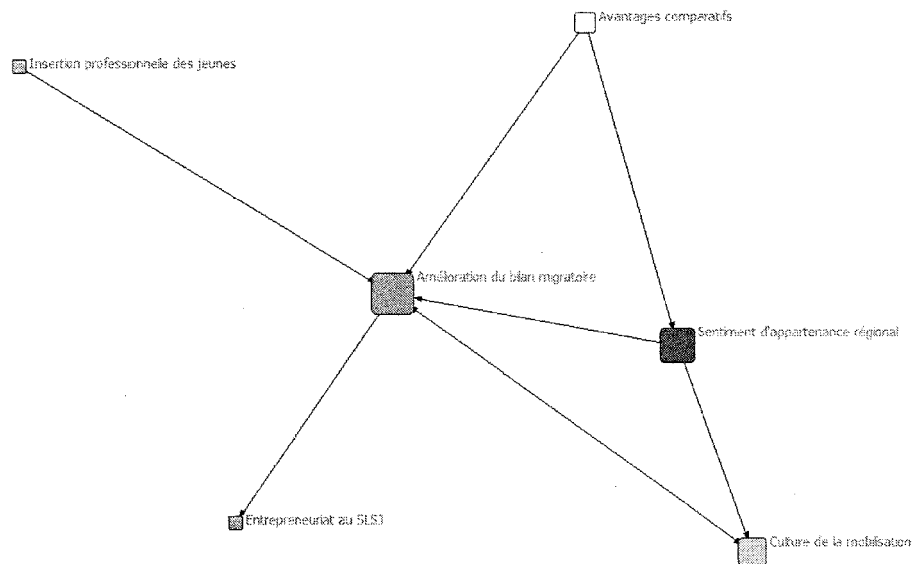 Avantages comparatifs
Insertion professionnelle des jeunes
Amélioration du bilan migratoire
Sentiment d'appartenance régional
Entrepreneuriat au SLSJ
Culture de la mobilisation